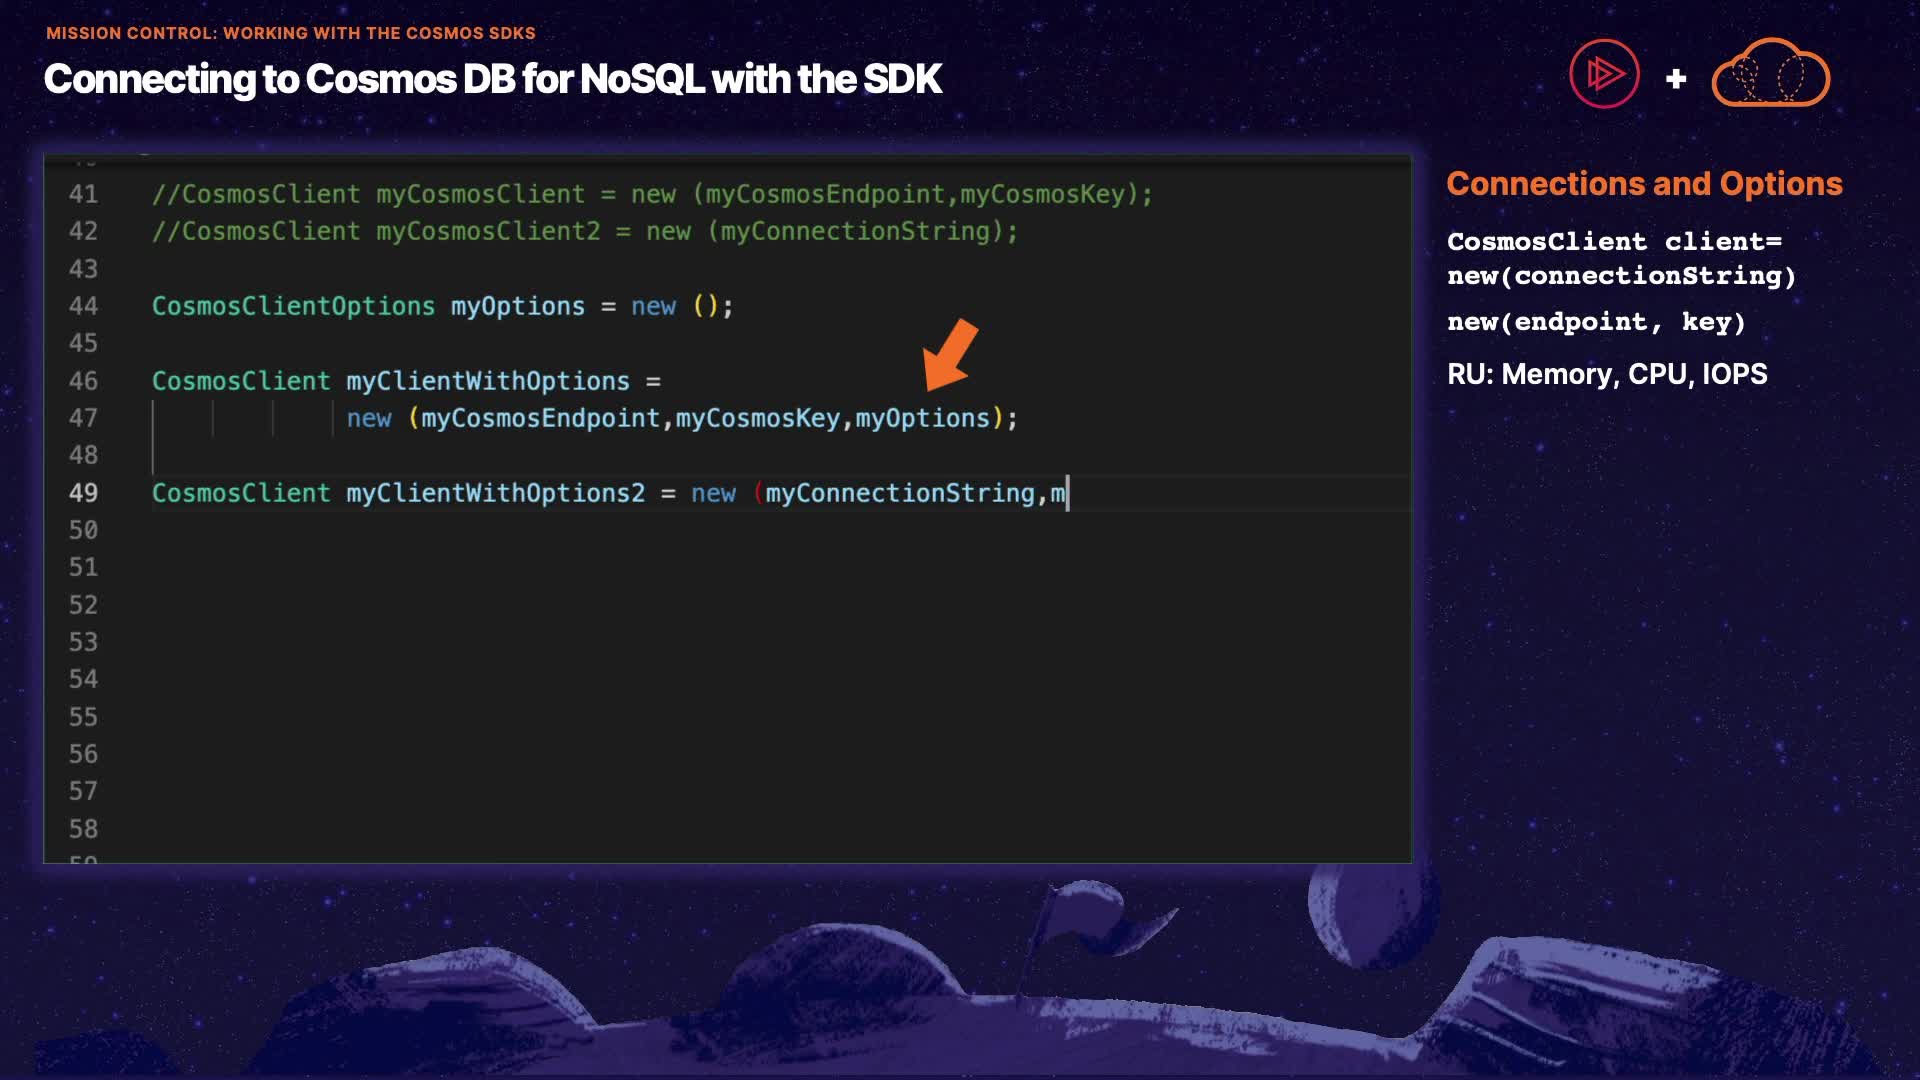 MISSION CONTROL: WORKING WITH THE COSMOS SDKS
Connecting to Cosmos DB for NoSQL with the SDK
41 //CosmosClient myCosmosClient = new (myCosmosEndpoint,myCosmosKey);
42 //CosmosClient myCosmosClient2 = new (myConnectionString);
43
44 CosmosClientOptions myOptions = new ();
45
46 CosmosClient myClientWithOptions =
47 new (myCosmosEndpoint,myCosmosKey,myOptions);
48
49 CosmosClient myClientWithOptions2 = new (myConnectionString,m
50
51
52
53
54
55
56
57
58
Connections and Options
CosmosClient client=
new(connectionString)
new(endpoint, key)
RU: Memory, CPU, IOPS